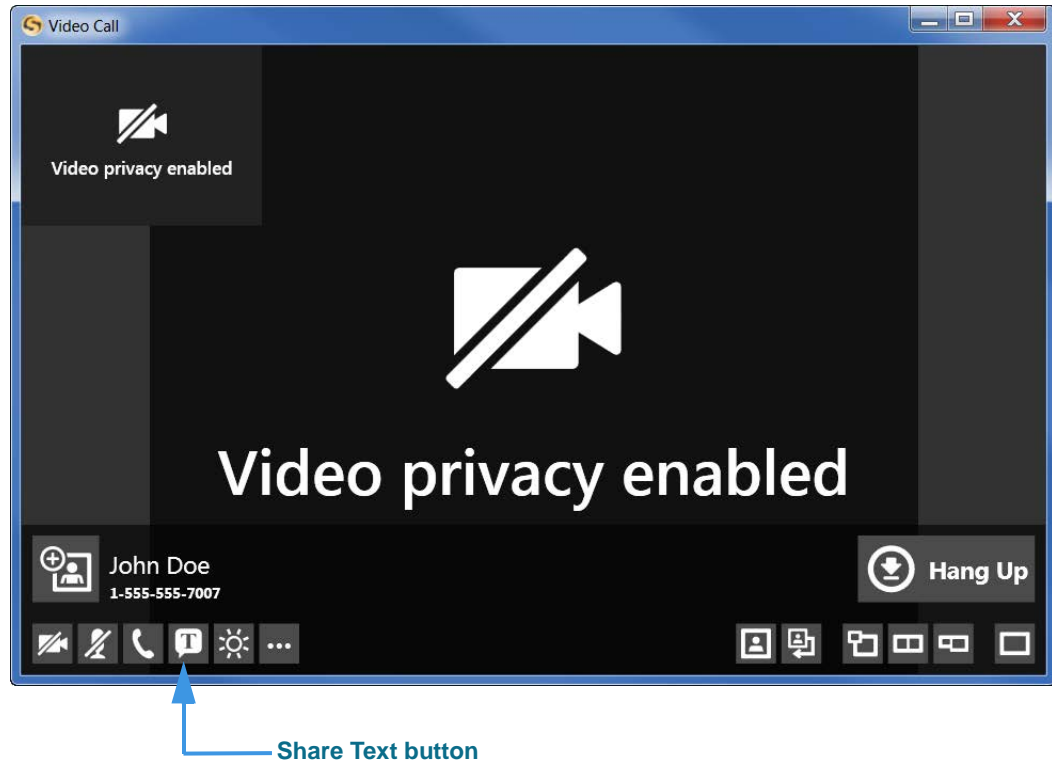 Video Call
Video privacy enabled
Video privacy enabled
John Doe
1-555-555-7007
Hang Up
T
Share Text button